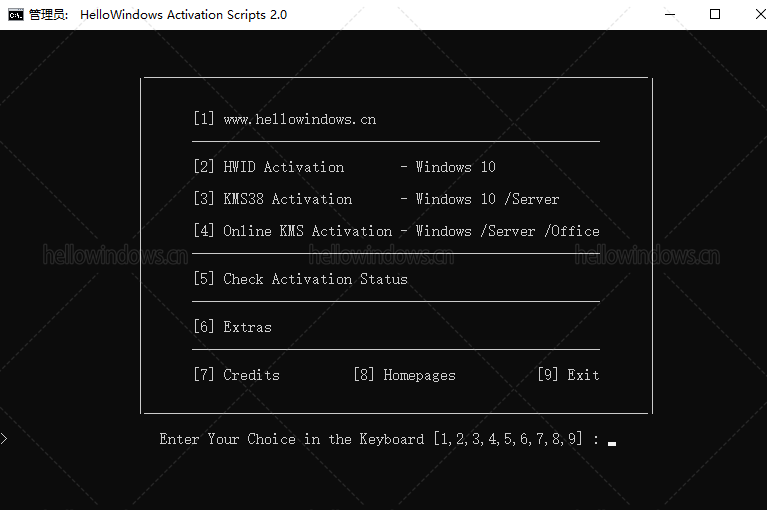 管理员: HelloWindows Activation Scripts 2.0
[1] www.hellowindows.cn
[2] HWID Activation - Windows 10
[3] KMS38 Activation - Windows 10 /Server
[4] Online KMS Activation - Windows /Server /Office
hellowindows.cn hellowindows.cn hellowindows.cn
[5] Check Activation Status
[6] Extras
[7] Credits [8] Homepages [9] Exit
> Enter Your Choice in the Keyboard [1,2,3,4,5,6,7,8,9] :